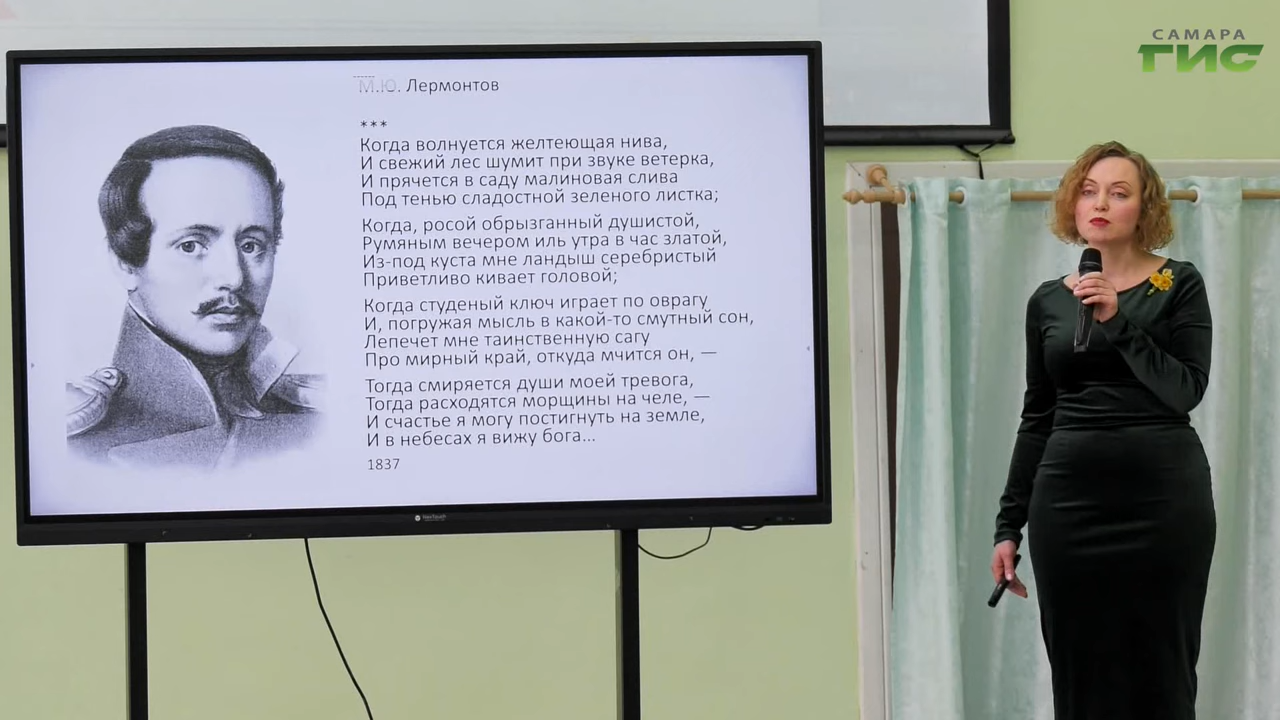 САМАРА
ГИС
М.Ю. Лермонтов
***
Когда волнуется желтеющая нива,
И свежий лес шумит при звуке ветерка,
И прячется в саду малиновая слива
Под тенью сладостной зеленого листка;
Когда, росой обрызганный душистой,
Румяным вечером иль утра в час златой,
Из-под куста мне ландыш серебристый
Приветливо кивает головой;
Когда студеный ключ играет по оврагу
И, погружая мысль в какой-то смутный сон,
Лепечет мне таинственную сагу
Про мирный край, откуда мчится он, —
Тогда смиряется души моей тревога,
Тогда расходятся морщины на челе, —
И счастье я могу постигнуть на земле,
И в небесах я вижу бога...
1837